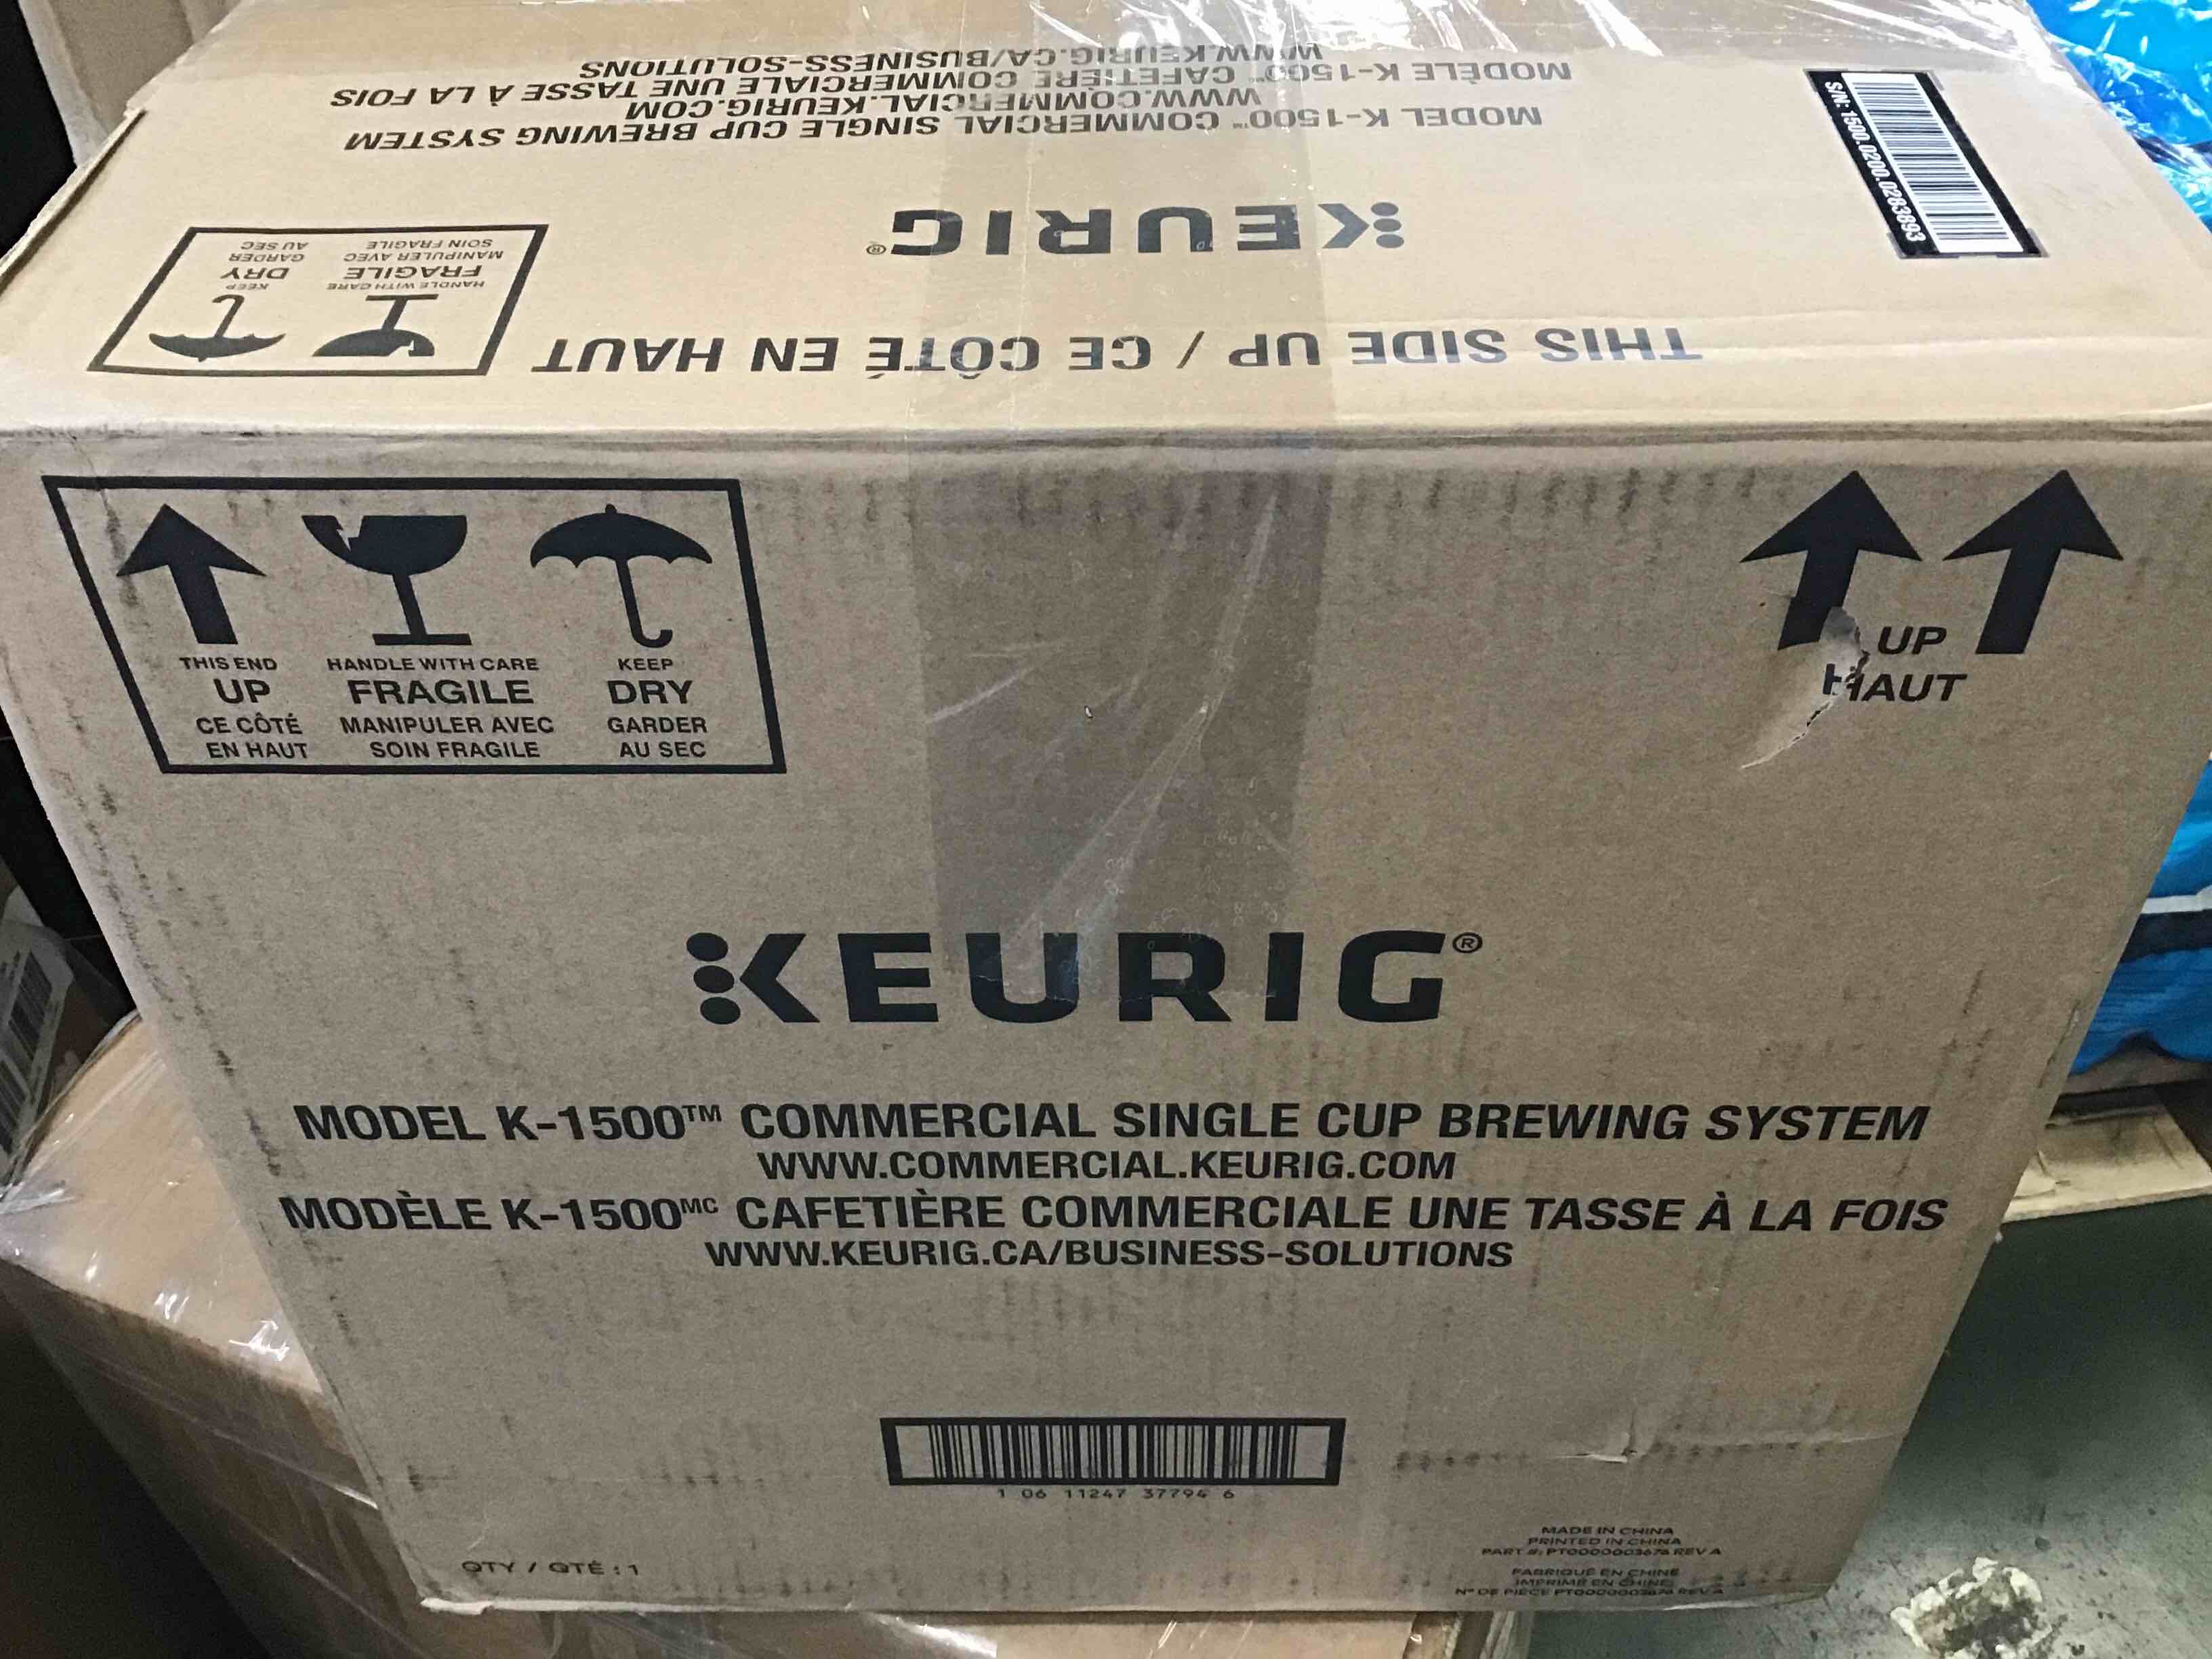 MODÈLE K-1500 CAFETIÈRE COMMERCIALE UNE TASSE À LA FOIS
WWW.KEURIG.CA/BUSINESS-SOLUTIONS
MODEL K-1500™ COMMERCIAL SINGLE CUP BREWING SYSTEM
WWW.COMMERCIAL.KEURIG.COM
KEURIG®
THIS SIDE UP / CE CÔTÉ EN HAUT
HANDLE WITH CARE
FRAGILE
MANIPULER AVEC
SOIN FRAGILE
KEEP
DRY
GARDER
AU SEC
S/N: 1500.0200.0283893
THIS END
UP
CE CÔTÉ
EN HAUT
HANDLE WITH CARE
FRAGILE
MANIPULER AVEC
SOIN FRAGILE
KEEP
DRY
GARDER
AU SEC
UP
HAUT
KEURIG®
MODEL K-1500™ COMMERCIAL SINGLE CUP BREWING SYSTEM
WWW.COMMERCIAL.KEURIG.COM
MODÈLE K-1500ᴹᶜ CAFETIÈRE COMMERCIALE UNE TASSE À LA FOIS
WWW.KEURIG.CA/BUSINESS-SOLUTIONS
1 06 11247 37794 6
QTY / QTÉ : 1
MADE IN CHINA
PRINTED IN CHINA
PART #: REV A
FABRIQUÉ EN CHINE
IMPRIMÉ EN CHINE
N° DE PIÈCE REV A